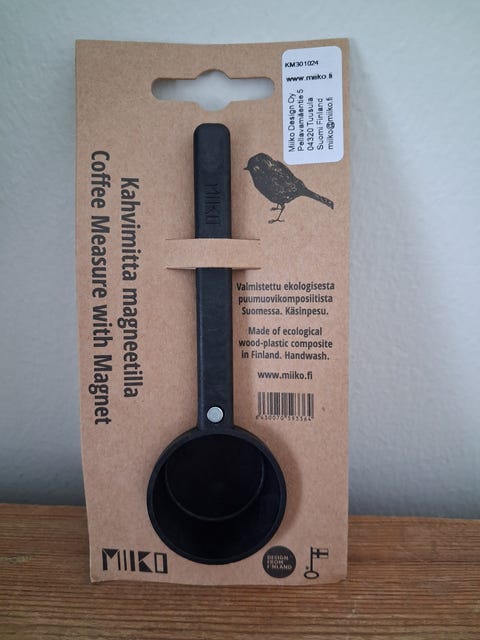 KM301024
www.miiko.fi
Miiko Design Oy
Pellavamäentie 5
04320 Tuusula
Suomi Finland
miiko@miiko.fi
MIIKO
Kahvimitta magneetilla
Coffee Measure with Magnet
Valmistettu ekologisesta
puumuovikomposiitista
Suomessa. Käsinpesu.
Made of ecological
wood-plastic composite
in Finland. Handwash.
www.miiko.fi
6430070593364
MIIKO
DESIGN
FROM
FINLAND